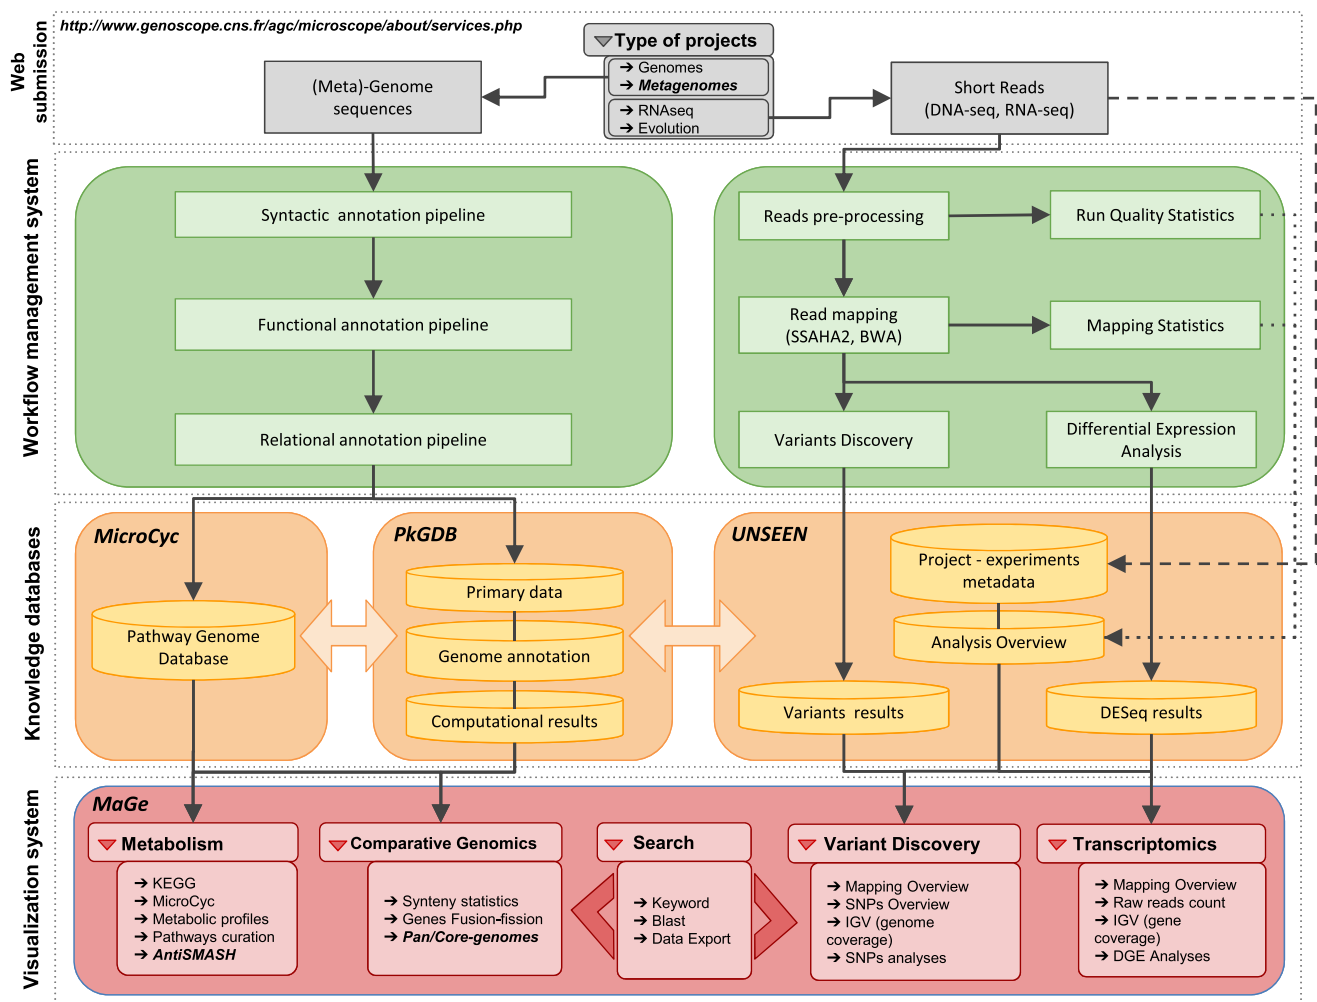 http://www.genoscope.cns.fr/agc/microscope/about/services.php
Web
submission
Type of projects
➔ Genomes
➔ Metagenomes
➔ RNAseq
➔ Evolution
(Meta)-Genome
sequences
Short Reads
(DNA-seq, RNA-seq)
Workflow management system
Syntactic annotation pipeline
Functional annotation pipeline
Relational annotation pipeline
Reads pre-processing
Run Quality Statistics
Read mapping
(SSAHA2, BWA)
Mapping Statistics
Variants Discovery
Differential Expression
Analysis
Knowledge databases
MicroCyc
Pathway Genome
Database
PkGDB
Primary data
Genome annotation
Computational results
UNSEEN
Project - experiments
metadata
Analysis Overview
Variants results
DESeq results
Visualization system
MaGe
Metabolism
➔ KEGG
➔ MicroCyc
➔ Metabolic profiles
➔ Pathways curation
➔ AntiSMASH
Comparative Genomics
➔ Synteny statistics
➔ Genes Fusion-fission
➔ Pan/Core-genomes
Search
➔ Keyword
➔ Blast
➔ Data Export
Variant Discovery
➔ Mapping Overview
➔ SNPs Overview
➔ IGV (genome
coverage)
➔ SNPs analyses
Transcriptomics
➔ Mapping Overview
➔ Raw reads count
➔ IGV (gene
coverage)
➔ DGE Analyses